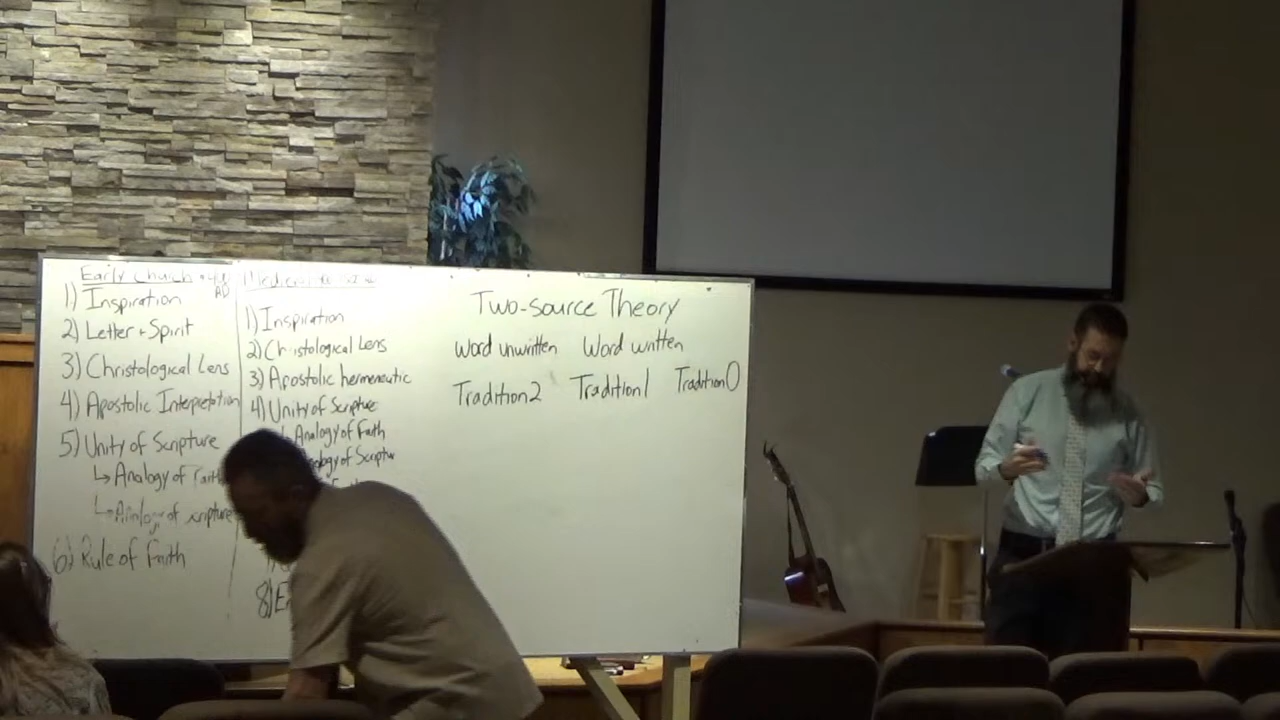 Early Church
AD
1) Inspiration
2) Letter + Spirit
3) Christological Lens
4) Apostolic Interpretation
5) Unity of Scripture
↳ Analogy of Faith
↳ Analogy of scripture
6) Rule of Faith
1) Inspiration
2) Christological Lens
3) Apostolic hermeneutic
4) Unity of Scripture
Analogy of Faith
Analogy of Scriptur
8)
Two-source Theory
Word unwritten Word written
Tradition 2 Tradition 1 Tradition 0